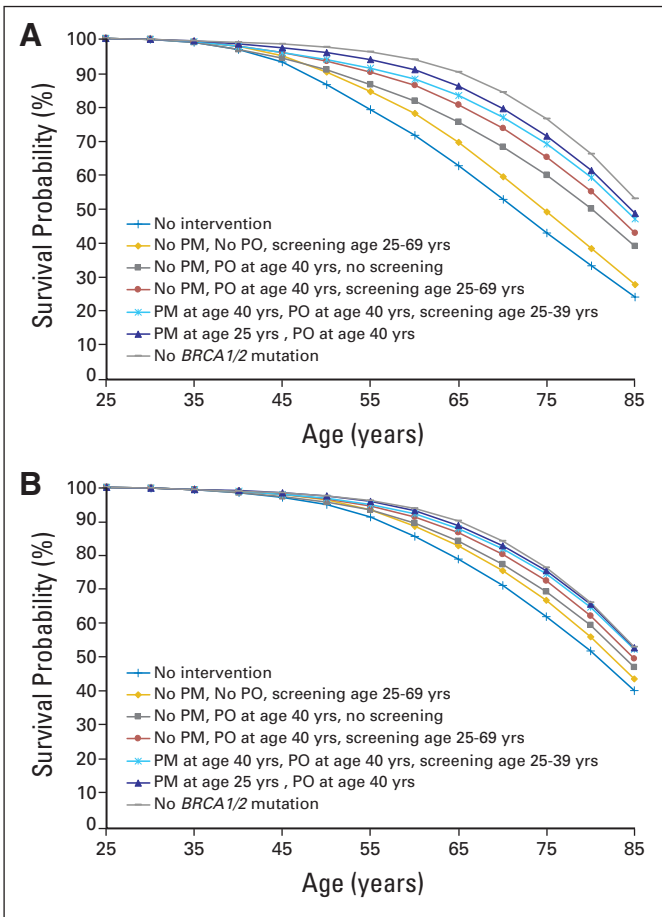 A
Survival Probability (%)
100
90
80
70
60
50
40
30
20
10
0
No intervention
No PM, No PO, screening age 25-69 yrs
No PM, PO at age 40 yrs, no screening
No PM, PO at age 40 yrs, screening age 25-69 yrs
PM at age 40 yrs, PO at age 40 yrs, screening age 25-39 yrs
PM at age 25 yrs , PO at age 40 yrs
No BRCA1/2 mutation
25 35 45 55 65 75 85
Age (years)
B
Survival Probability (%)
100
90
80
70
60
50
40
30
20
10
0
No intervention
No PM, No PO, screening age 25-69 yrs
No PM, PO at age 40 yrs, no screening
No PM, PO at age 40 yrs, screening age 25-69 yrs
PM at age 40 yrs, PO at age 40 yrs, screening age 25-39 yrs
PM at age 25 yrs , PO at age 40 yrs
No BRCA1/2 mutation
25 35 45 55 65 75 85
Age (years)